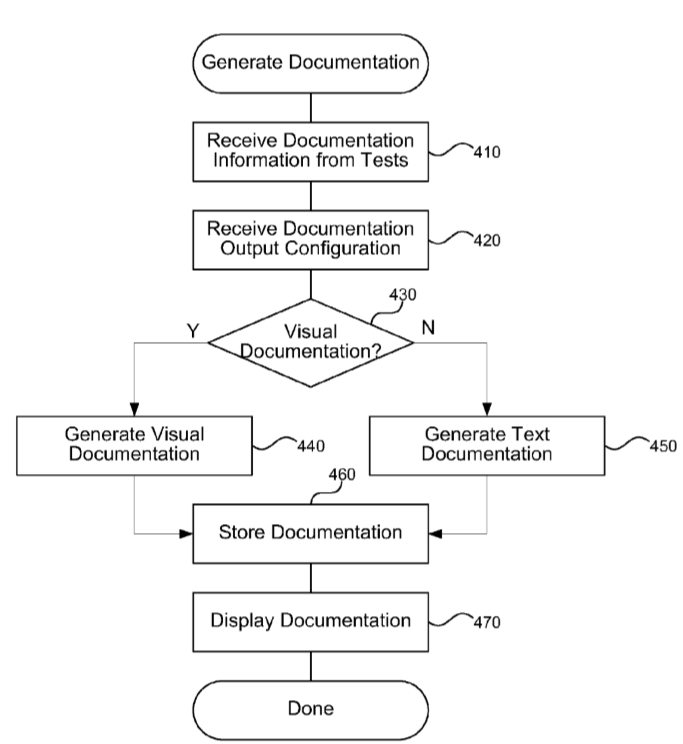 Generate Documentation
Receive Documentation
Information from Tests
410
Receive Documentation
Output Configuration
420
430
Y
Visual
Documentation?
N
Generate Visual
Documentation
440
Generate Text
Documentation
450
460
Store Documentation
Display Documentation
470
Done